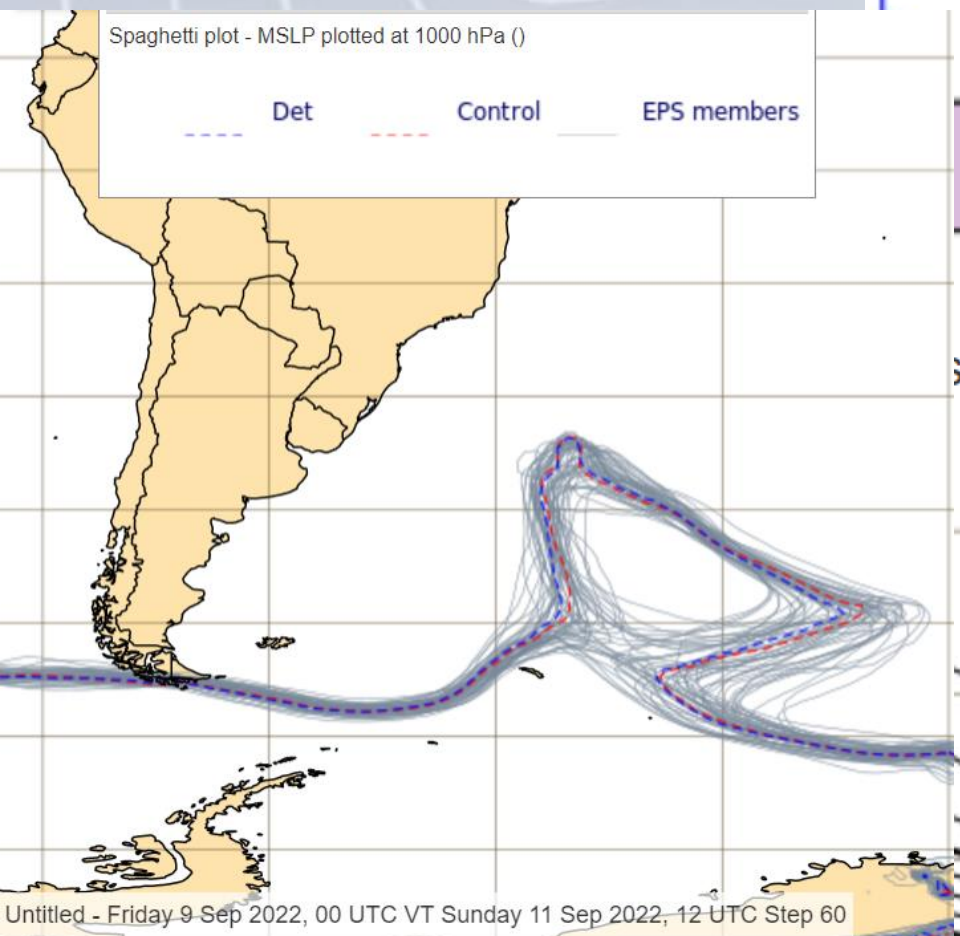 Spaghetti plot - MSLP plotted at 1000 hPa ()
Det Control EPS members
Untitled - Friday 9 Sep 2022, 00 UTC VT Sunday 11 Sep 2022, 12 UTC Step 60